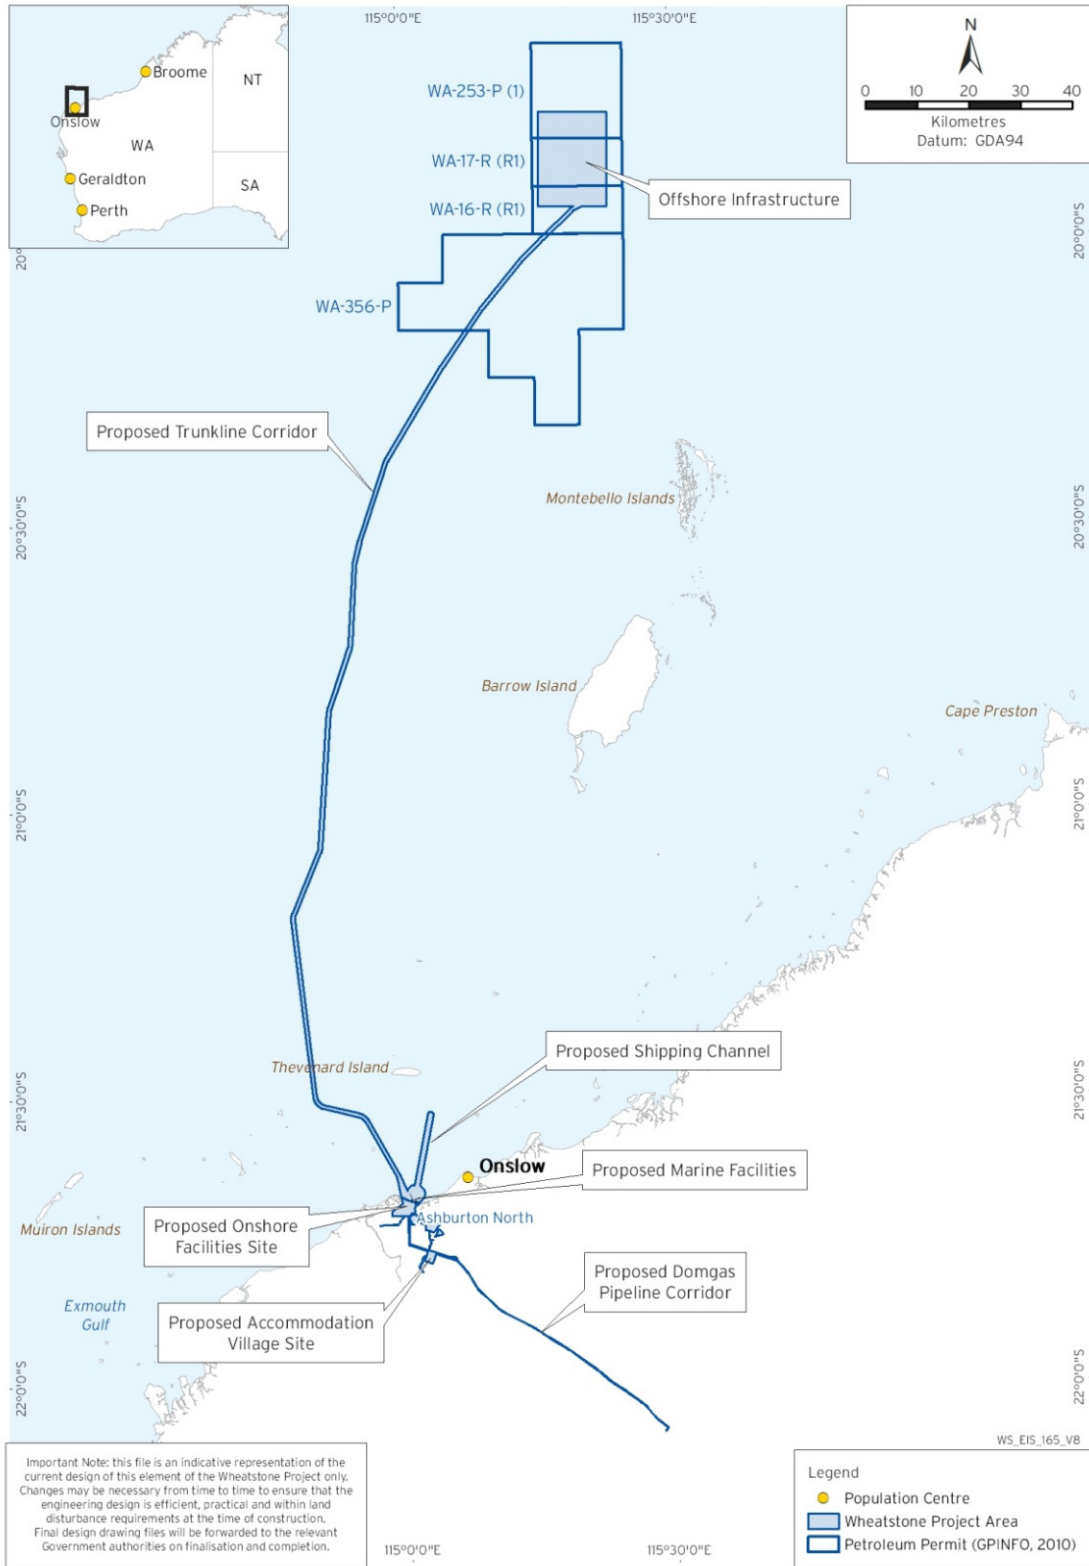 115°0'0"E
115°30'0"E
Broome
NT
Onslow
WA
Geraldton
SA
Perth
N
0 10 20 30 40
Kilometres
Datum: GDA94
WA-253-P (1)
WA-17-R (R1)
Offshore Infrastructure
WA-16-R (R1)
20°
20°0'0"S
WA-356-P
Proposed Trunkline Corridor
Montebello Islands
20°30'0"S
20°30'0"S
Barrow Island
Cape Preston
21°0'0"S
21°0'0"S
Proposed Shipping Channel
Thevenard Island
21°30'0"S
21°30'0"S
Onslow
Proposed Marine Facilities
Muiron Islands
Proposed Onshore
Facilities Site
Ashburton North
Proposed Domgas
Pipeline Corridor
Exmouth
Gulf
Proposed Accommodation
Village Site
22°0'0"S
22°0'0"S
WS_EIS_165_V8
Important Note: this file is an indicative representation of the
current design of this element of the Wheatstone Project only.
Changes may be necessary from time to time to ensure that the
engineering design is efficient, practical and within land
disturbance requirements at the time of construction.
Final design drawing files will be forwarded to the relevant
Government authorities on finalisation and completion.
Legend
Population Centre
Wheatstone Project Area
Petroleum Permit (GPINFO, 2010)
115°0'0"E
115°30'0"E